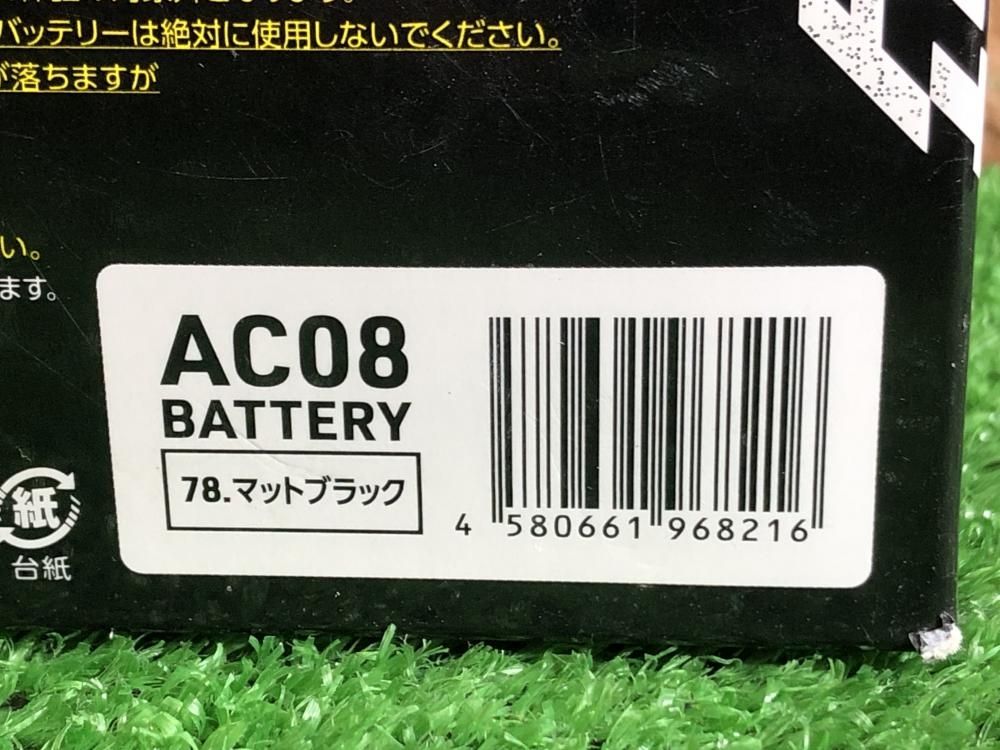 バッテリーは絶対に使用しないでください。
が落ちますが
い。
ます。
AC08
BATTERY
78.マットブラック
4 580661 968216
紙
台紙